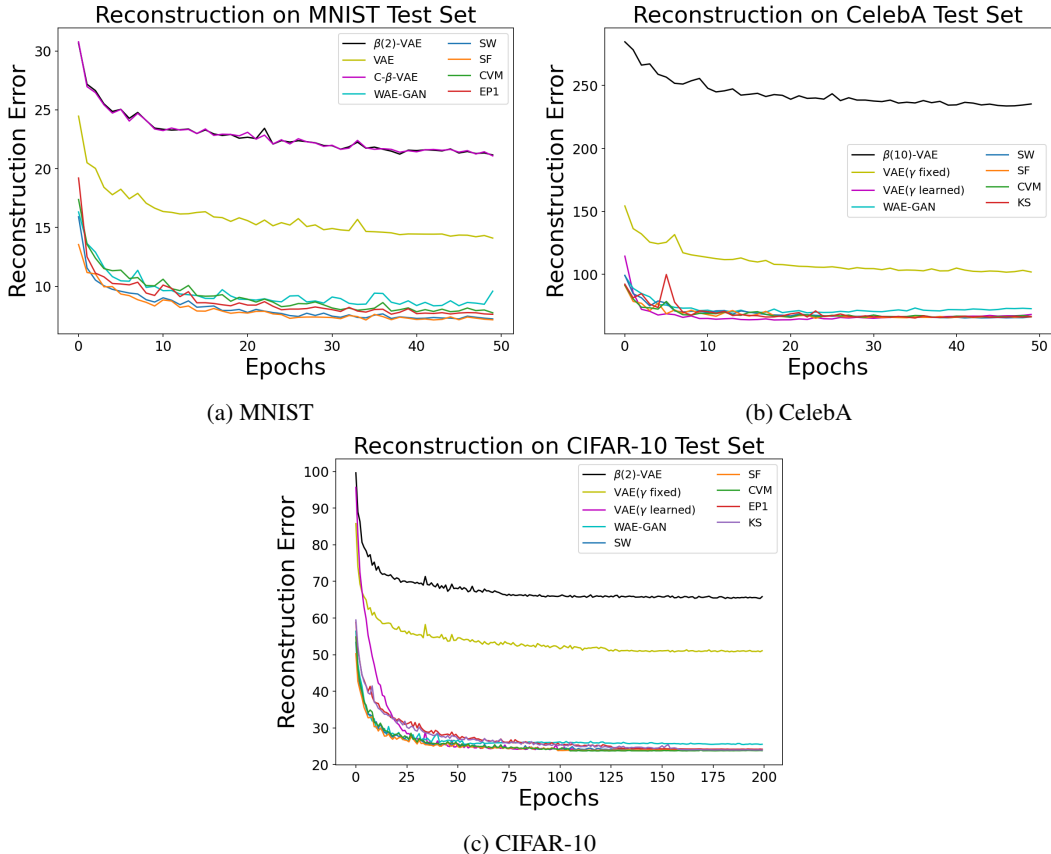 Reconstruction on MNIST Test Set
Reconstruction Error
30
25
20
15
10
0
10
20
30
40
50
Epochs
β(2)-VAE
VAE
C-β-VAE
WAE-GAN
SW
SF
CVM
EP1
(a) MNIST
Reconstruction on CelebA Test Set
Reconstruction Error
250
200
150
100
0
10
20
30
40
50
Epochs
β(10)-VAE
VAE(γ fixed)
VAE(γ learned)
WAE-GAN
SW
SF
CVM
KS
(b) CelebA
Reconstruction on CIFAR-10 Test Set
Reconstruction Error
100
90
80
70
60
50
40
30
20
0
25
50
75
100
125
150
175
200
Epochs
β(2)-VAE
VAE(γ fixed)
VAE(γ learned)
WAE-GAN
SW
SF
CVM
EP1
KS
(c) CIFAR-10